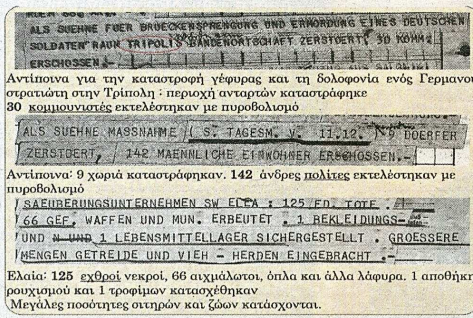 ALS SUEHNE FUER BRUECKENSPRENGUNG UND ERMORDUNG EINES DEUTSCHEN
SOLDATEN RAUM TRIPOLIS BANDENORTSCHAFT ZERSTOERT, 30 KOMM.
ERSCHOSSEN.-
Αντίποινα για την καταστροφή γέφυρας και τη δολοφονία ενός Γερμανου
στρατιώτη στην Τρίπολη : περιοχή ανταρτών καταστράφηκε
30 κομμουνιστές εκτελέστηκαν με πυροβολισμό
ALS SUEHNE MASSNAHME ( S. TAGESM. V. 11.12. 9 DOERFER
ZERSTOERT, 142 MAENNLICHE EINWOHNER ERSCHOSSEN.-
Αντίποινα: 9 χωριά καταστράφηκαν. 142 άνδρες πολίτες εκτελέστηκαν με
πυροβολισμό
SAEUBERUNGSUNTERNEHMEN SW ELEA : 125 FD. TOTE.
66 GEF. WAFFEN UND MUN. ERBEUTET . 1 BEKLEIDUNGS-
UND N UND 1 LEBENSMITTELLAGER SICHERGESTELLT . GROESSERE
MENGEN GETREIDE UND VIEH - HERDEN EINGEBRACHT .
Ελαία: 125 εχθροί νεκροί, 66 αιχμάλωτοι, όπλα και άλλα λάφυρα. 1 αποθήκη
ρουχισμού και 1 τροφίμων κατασχέθηκαν
Μεγάλες ποσότητες σιτηρών και ζώων κατάσχονται.